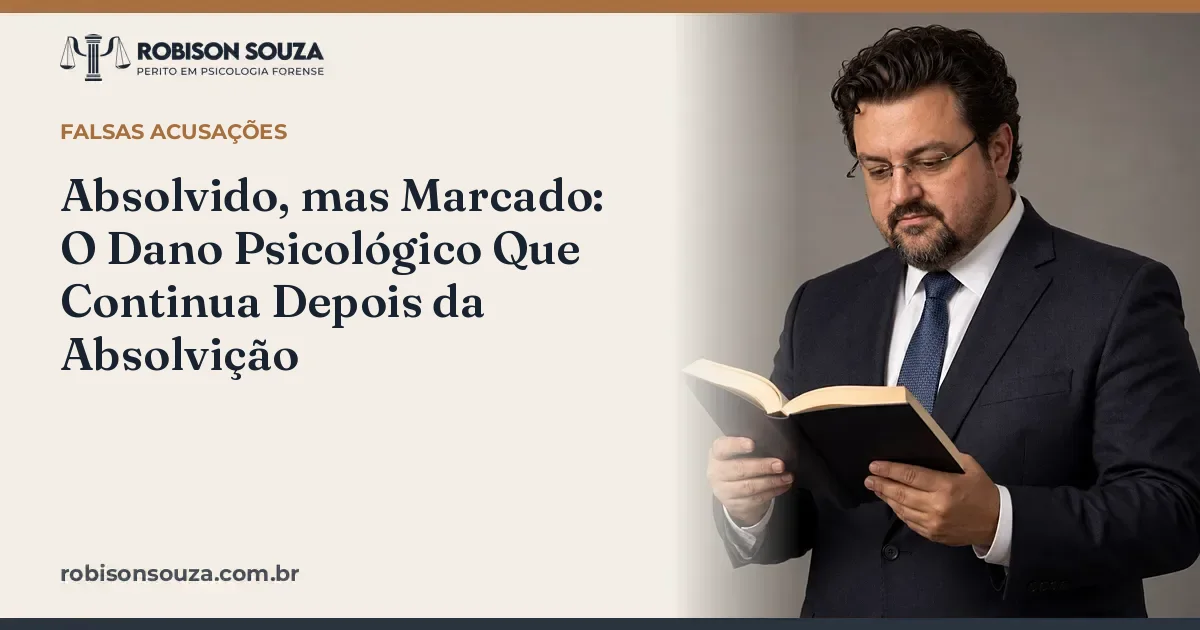 ROBISON SOUZA
PERITO EM PSICOLOGIA FORENSE
FALSAS ACUSAÇÕES
Absolvido, mas Marcado:
O Dano Psicológico Que
Continua Depois da
Absolvição
robisonsouza.com.br